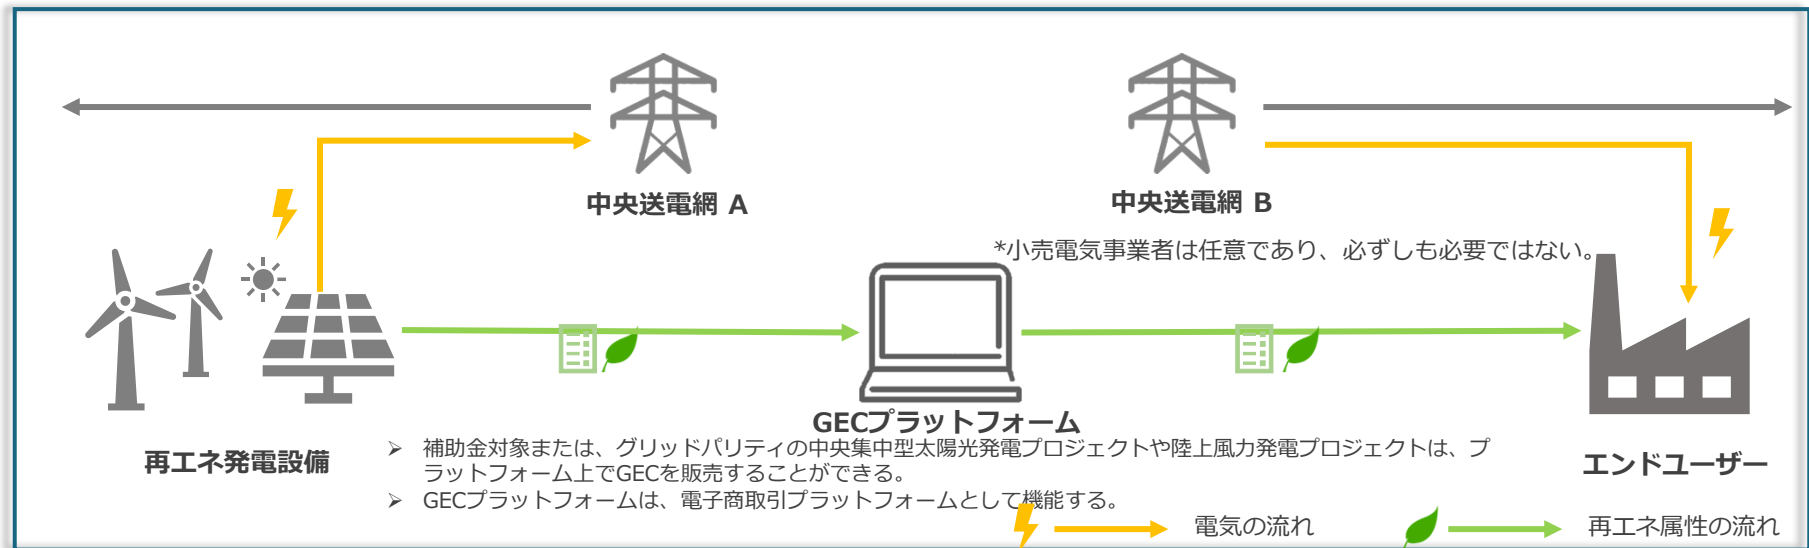 中央送電網 A
中央送電網 B
*小売電気事業者は任意であり、必ずしも必要ではない。
GECプラットフォーム
再エネ発電設備
➢ 補助金対象または、グリッドパリティの中央集中型太陽光発電プロジェクトや陸上風力発電プロジェクトは、プ
ラットフォーム上でGECを販売することができる。
➢ GECプラットフォームは、電子商取引プラットフォームとして機能する。
エンドユーザー
電気の流れ
再エネ属性の流れ